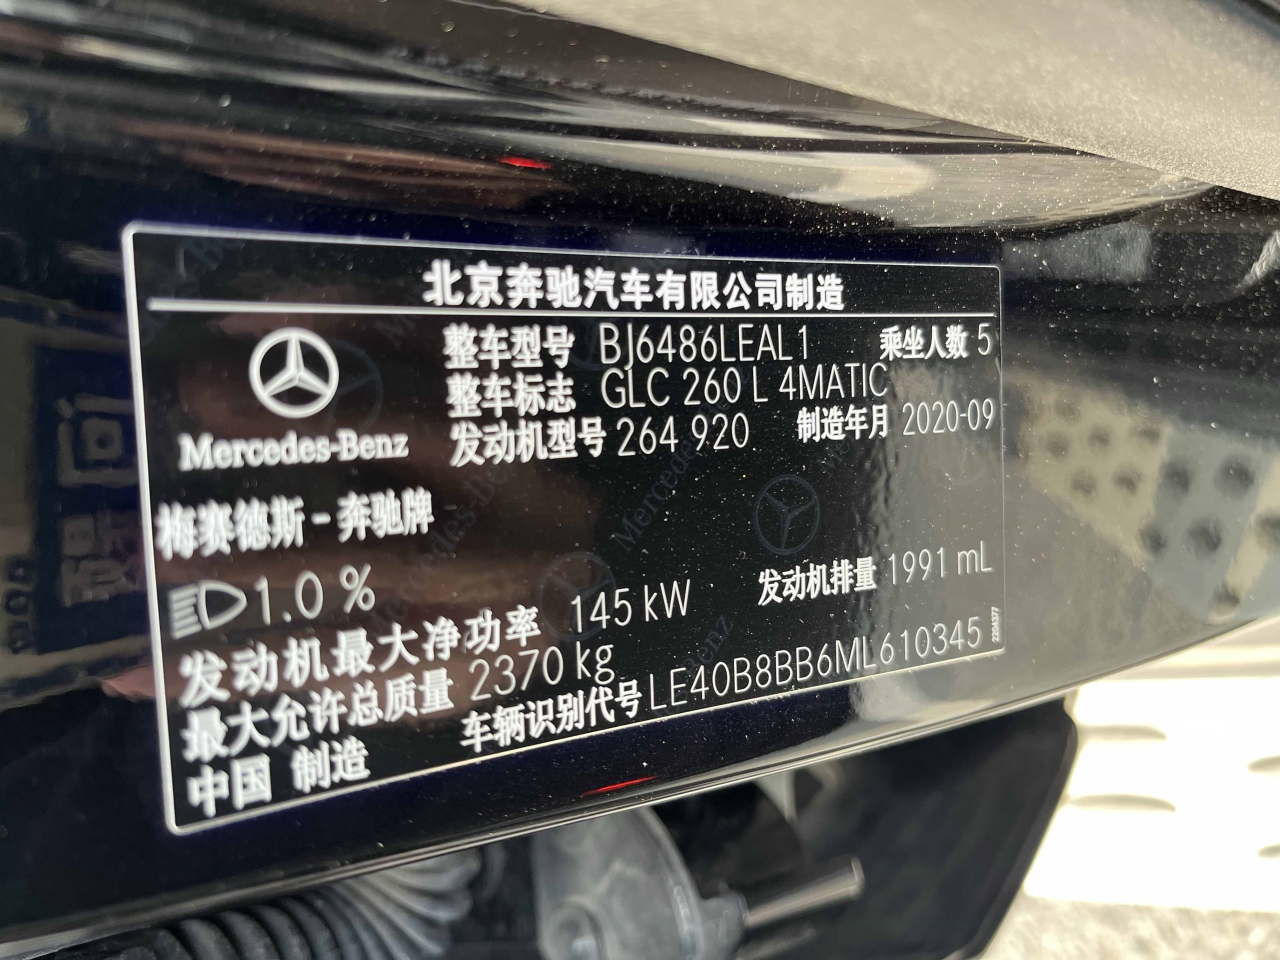 北京奔驰汽车有限公司制造
整车型号 BJ6486LEAL1 乘坐人数 5
整车标志 GLC 260 L 4MATIC
发动机型号 264 920 制造年月 2020-09
Mercedes-Benz
梅赛德斯-奔驰牌
1.0 %
发动机最大净功率 145 kW 发动机排量 1991 mL
最大允许总质量 2370 kg
中国 制造 车辆识别代号 LE40B8BB6ML610345
2204377